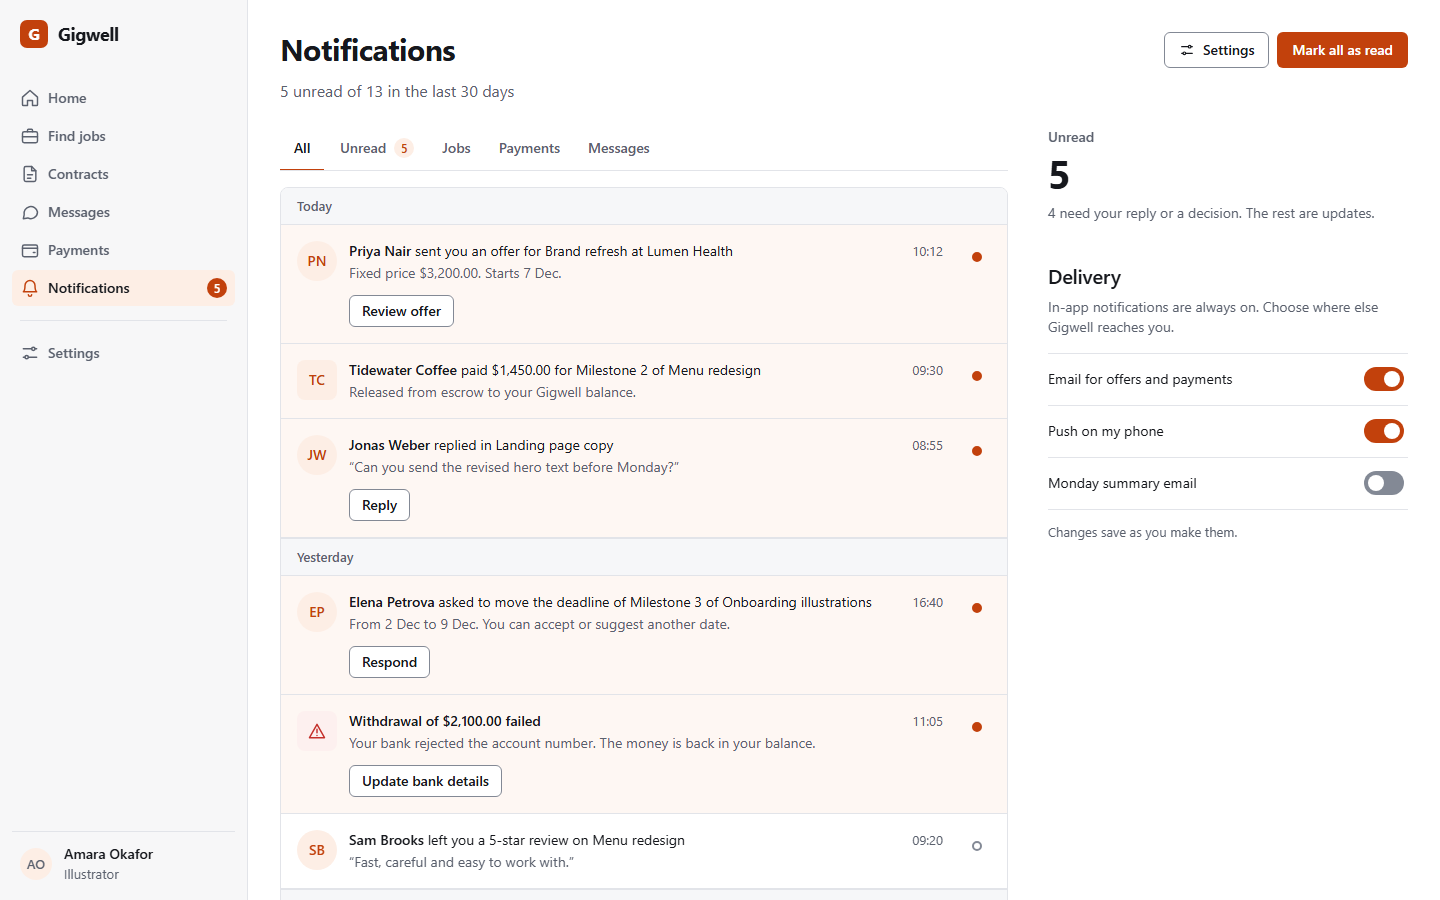 G Gigwell
Home
Find jobs
Contracts
Messages
Payments
Notifications 5
Settings
AO Amara Okafor
Illustrator
Notifications
5 unread of 13 in the last 30 days
Settings
Mark all as read
All Unread 5 Jobs Payments Messages
Today
PN Priya Nair sent you an offer for Brand refresh at Lumen Health 10:12
Fixed price $3,200.00. Starts 7 Dec.
Review offer
TC Tidewater Coffee paid $1,450.00 for Milestone 2 of Menu redesign 09:30
Released from escrow to your Gigwell balance.
JW Jonas Weber replied in Landing page copy 08:55
“Can you send the revised hero text before Monday?”
Reply
Yesterday
EP Elena Petrova asked to move the deadline of Milestone 3 of Onboarding illustrations 16:40
From 2 Dec to 9 Dec. You can accept or suggest another date.
Respond
Withdrawal of $2,100.00 failed 11:05
Your bank rejected the account number. The money is back in your balance.
Update bank details
SB Sam Brooks left you a 5-star review on Menu redesign 09:20
“Fast, careful and easy to work with.”
Unread
5
4 need your reply or a decision. The rest are updates.
Delivery
In-app notifications are always on. Choose where else
Gigwell reaches you.
Email for offers and payments
Push on my phone
Monday summary email
Changes save as you make them.